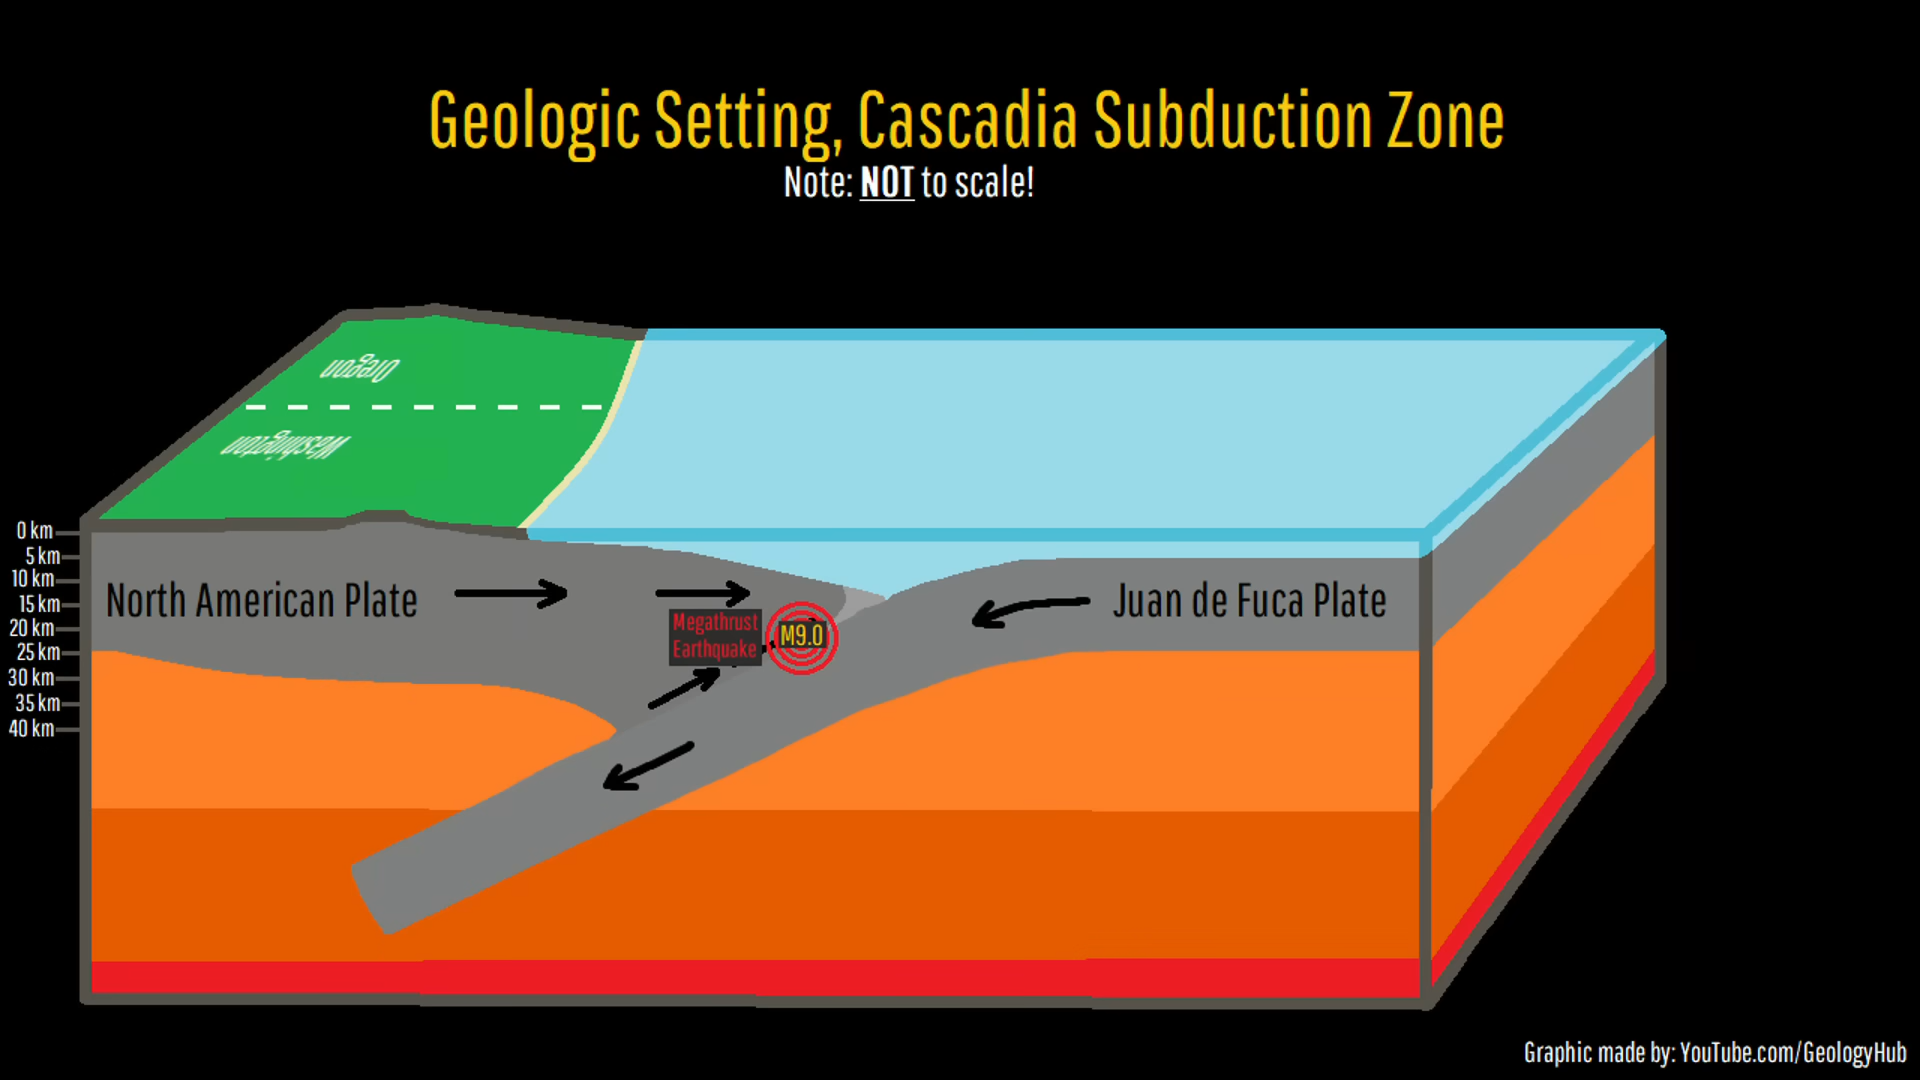 Geologic Setting, Cascadia Subduction Zone
Note: NOT to scale!
Oregon
Washington
0 km
5 km
10 km
15 km
20 km
25 km
30 km
35 km
40 km
North American Plate
Megathrust
Earthquake
M9.0
Juan de Fuca Plate
Graphic made by: YouTube.com/GeologyHub